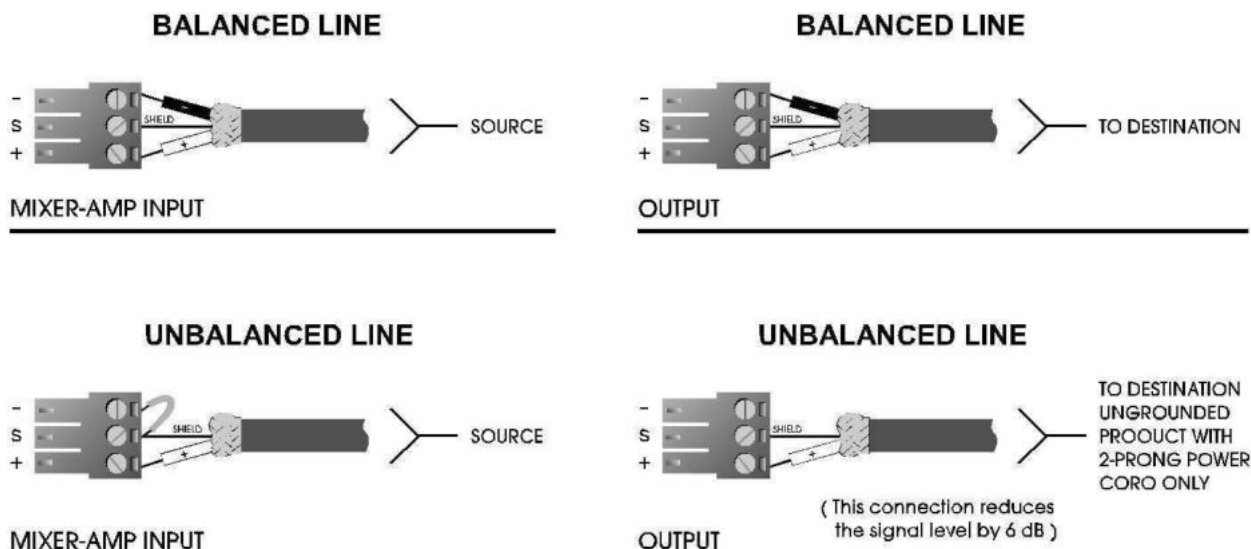 BALANCED LINE
-
S
+
SHIELD
-
+
SOURCE
MIXER-AMP INPUT
BALANCED LINE
-
S
+
SHIELD
-
+
TO DESTINATION
OUTPUT
UNBALANCED LINE
-
S
+
SHIELD
+
SOURCE
MIXER-AMP INPUT
UNBALANCED LINE
-
S
+
SHIELD
+
TO DESTINATION
UNGROUNDED
PROOUCT WITH
2-PRONG POWER
CORO ONLY
( This connection reduces
the signal level by 6 dB )
OUTPUT